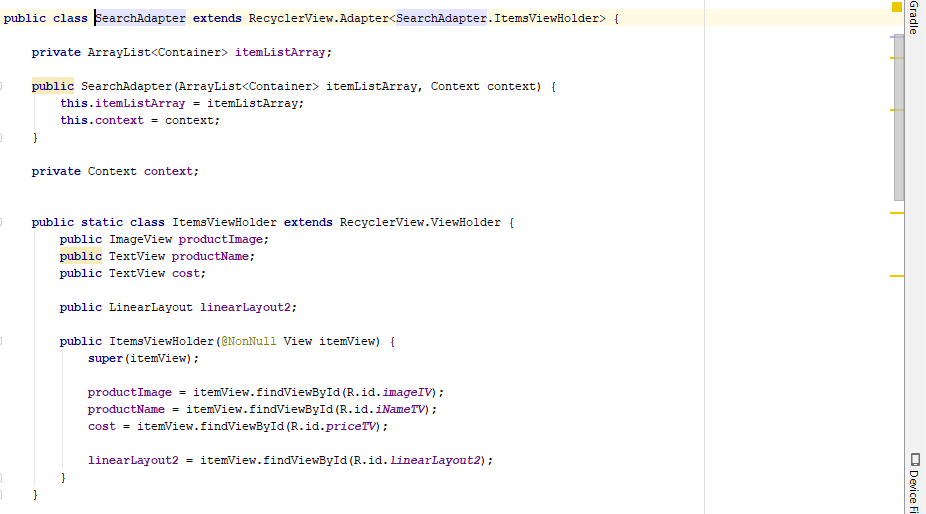 public class SearchAdapter extends RecyclerView.Adapter<SearchAdapter.ItemsViewHolder> {
private ArrayList<Container> itemListArray;
public SearchAdapter(ArrayList<Container> itemListArray, Context context) {
this.itemListArray = itemListArray;
this.context = context;
}
private Context context;
public static class ItemsViewHolder extends RecyclerView.ViewHolder {
public ImageView productImage;
public TextView productName;
public TextView cost;
public LinearLayout linearLayout2;
public ItemsViewHolder(@NonNull View itemView) {
super(itemView);
productImage = itemView.findViewById(R.id.imageIV);
productName = itemView.findViewById(R.id.iNameTV);
cost = itemView.findViewById(R.id.priceTV);
linearLayout2 = itemView.findViewById(R.id.linearLayout2);
}
}
Gradle
Device Fi